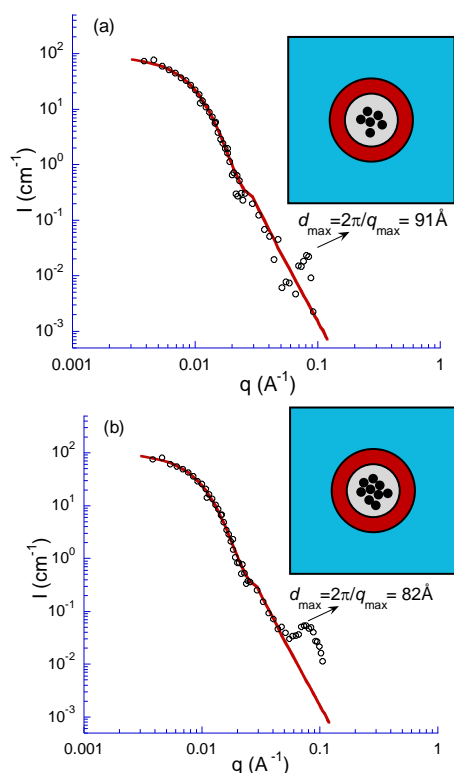 (a)
10²
10¹
10⁰
10⁻¹
10⁻²
10⁻³
I (cm⁻¹)
d_max=2π/q_max = 91Å
0.001
0.01
0.1
1
q (A⁻¹)
(b)
10²
10¹
10⁰
10⁻¹
10⁻²
10⁻³
I (cm⁻¹)
d_max=2π/q_max = 82Å
0.001
0.01
0.1
1
q (A⁻¹)